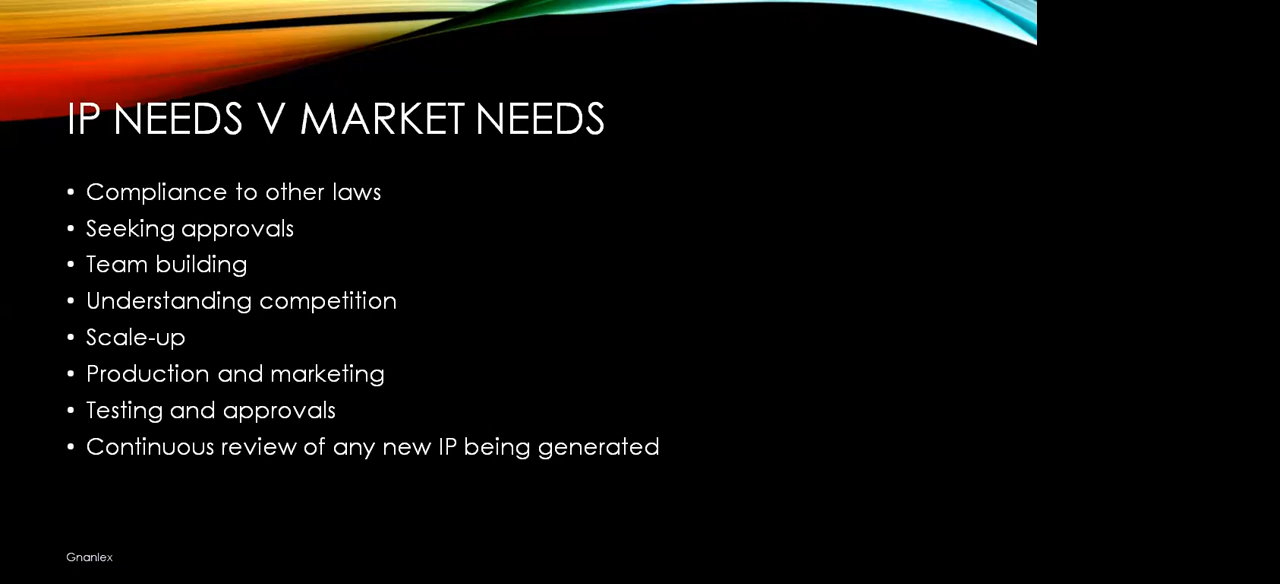 IP NEEDS V MARKET NEEDS
• Compliance to other laws
• Seeking approvals
• Team building
• Understanding competition
• Scale-up
• Production and marketing
• Testing and approvals
• Continuous review of any new IP being generated
Gnanlex